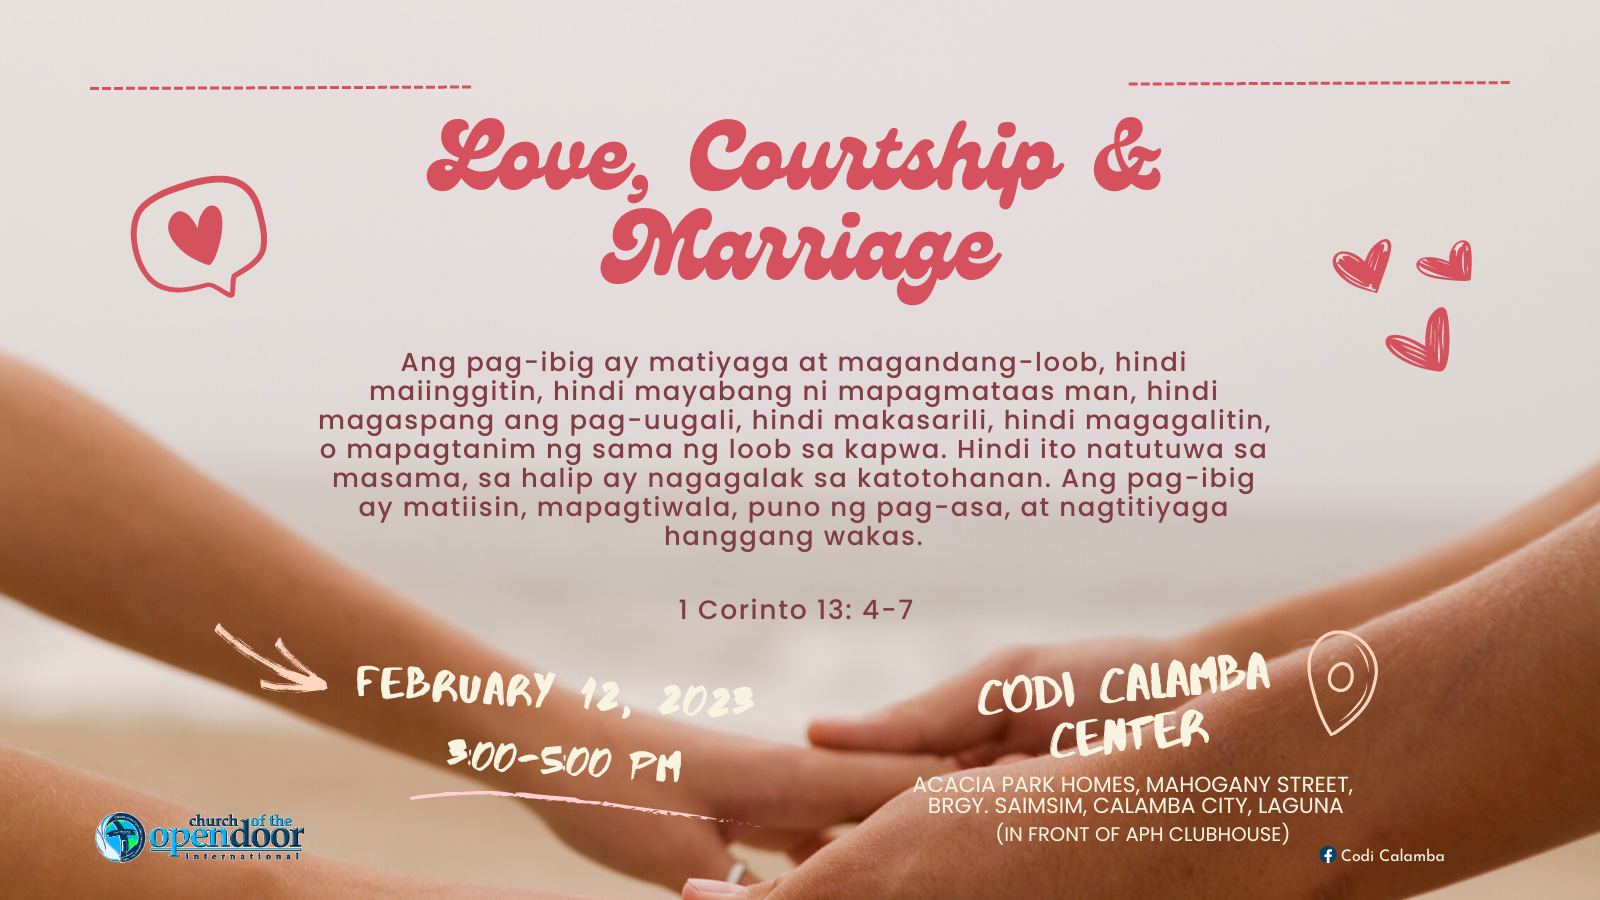 Love, Courtship &
Marriage
Ang pag-ibig ay matiyaga at magandang-loob, hindi
maiinggitin, hindi mayabang ni mapagmataas man, hindi
magaspang ang pag-uugali, hindi makasarili, hindi magagalitin,
o mapagtanim ng sama ng loob sa kapwa. Hindi ito natutuwa sa
masama, sa halip ay nagagalak sa katotohanan. Ang pag-ibig
ay matiisin, mapagtiwala, puno ng pag-asa, at nagtitiyaga
hanggang wakas.
1 Corinto 13: 4-7
FEBRUARY 12, 2023
3:00-5:00 PM
CODI CALAMBA
CENTER
ACACIA PARK HOMES, MAHOGANY STREET,
BRGY. SAIMSIM, CALAMBA CITY, LAGUNA
(IN FRONT OF APH CLUBHOUSE)
church of the
opendoor
international
Codi Calamba